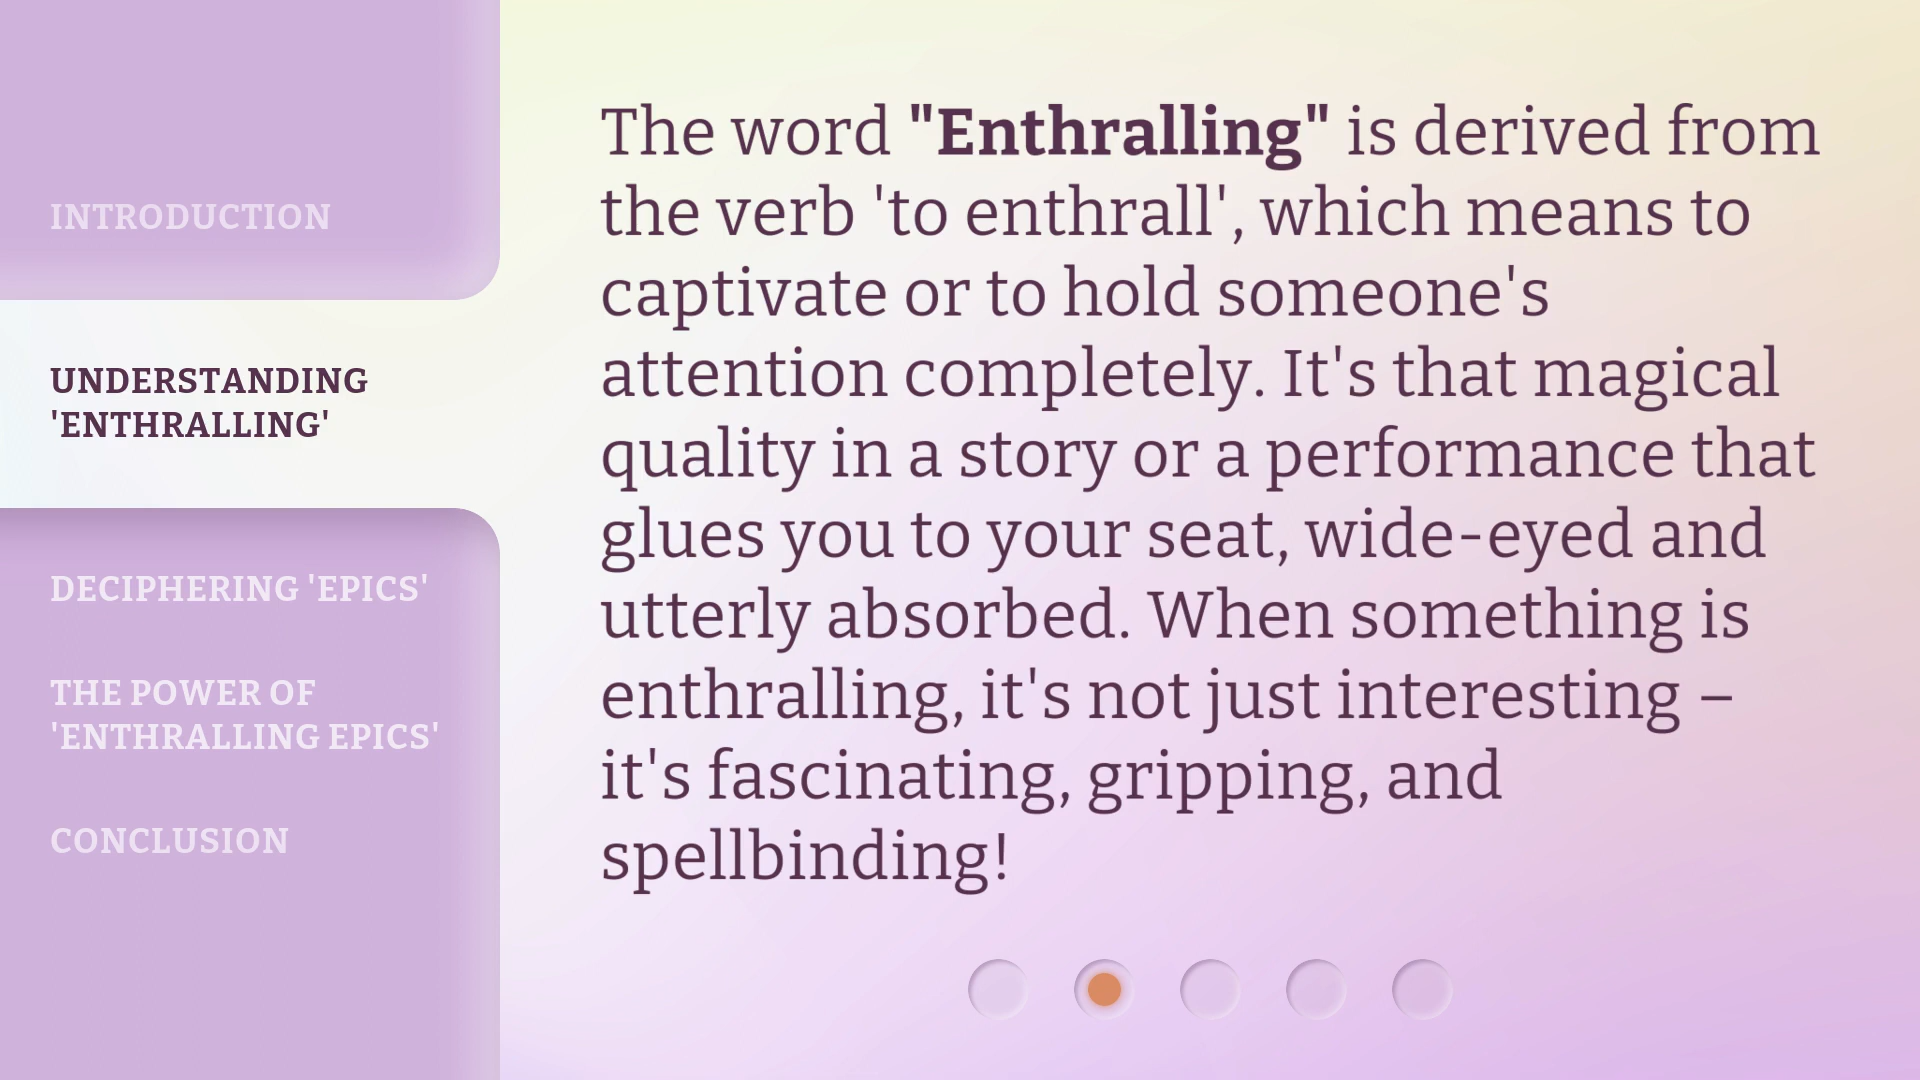 INTRODUCTION
UNDERSTANDING
'ENTHRALLING'
DECIPHERING 'EPICS'
THE POWER OF
'ENTHRALLING EPICS'
CONCLUSION
The word "Enthralling" is derived from
the verb 'to enthrall', which means to
captivate or to hold someone's
attention completely. It's that magical
quality in a story or a performance that
glues you to your seat, wide-eyed and
utterly absorbed. When something is
enthralling, it's not just interesting –
it's fascinating, gripping, and
spellbinding!